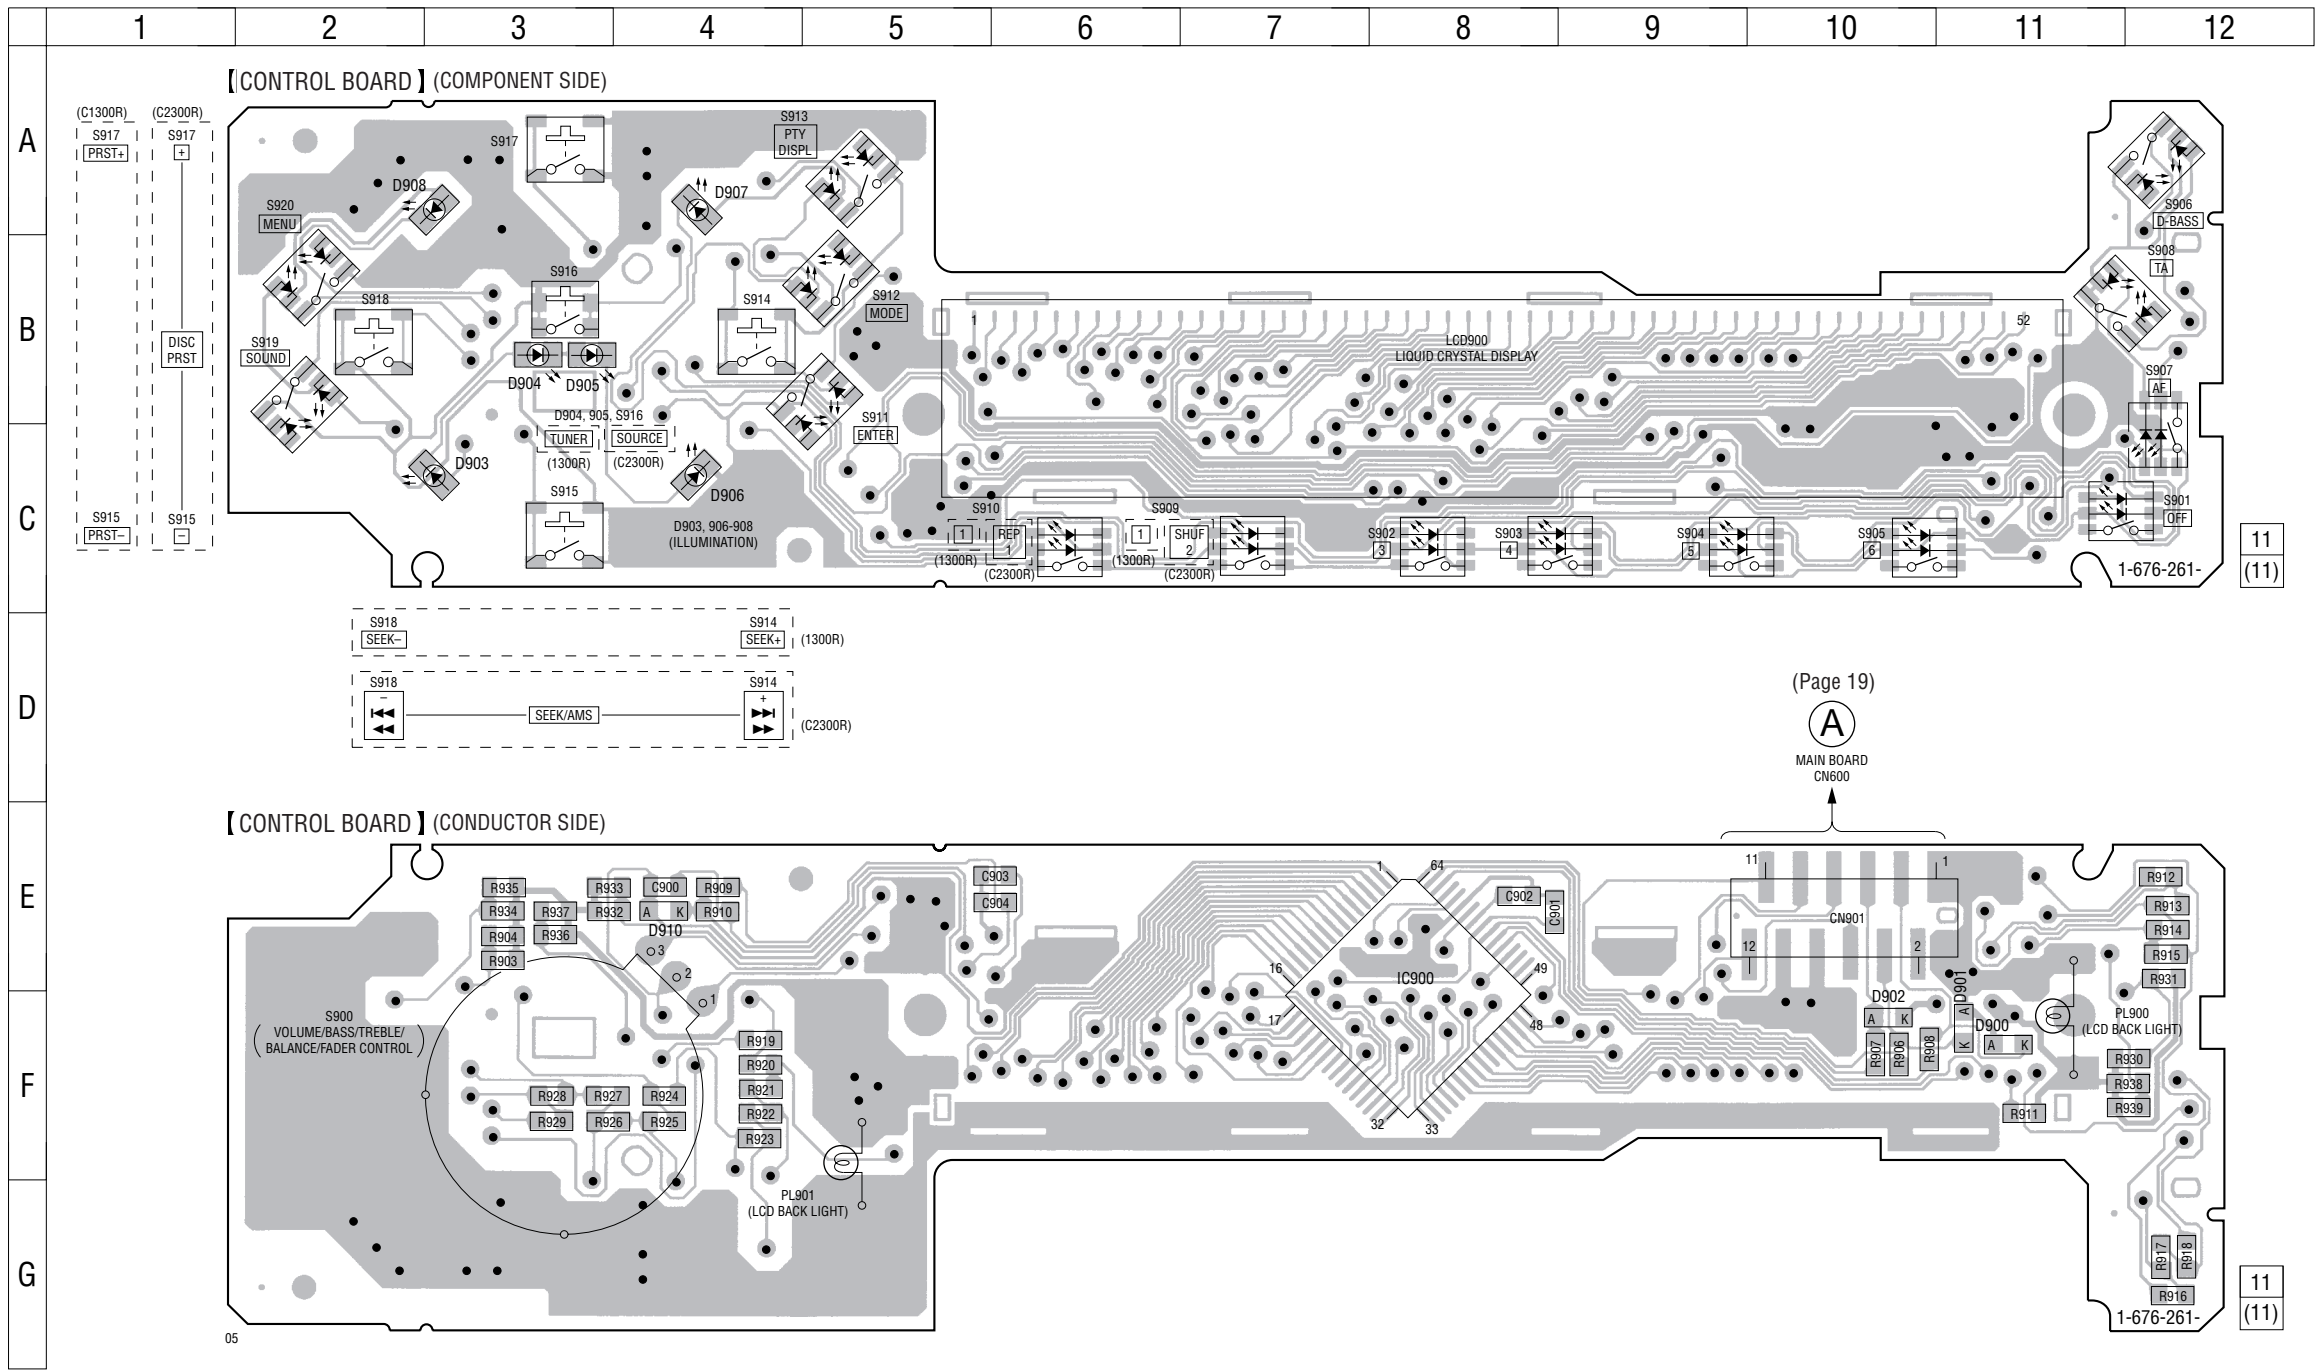 1 2 3 4 5 6 7 8 9 10 11 12
A
B
C
D
E
F
G
【CONTROL BOARD】 (COMPONENT SIDE)
(C1300R)
S917
PRST+
S915
PRST–
(C2300R)
S917
+
DISC
PRST
S915
–
S917
S913
PTY
DISPL
D908
D907
S920
MENU
S906
D-BASS
S908
TA
S916
S918
S914
S912
MODE
1
52
LCD900
LIQUID CRYSTAL DISPLAY
S919
SOUND
D904
D905
S907
AF
D904, 905, S916
TUNER
(1300R)
SOURCE
(C2300R)
S911
ENTER
D903
D906
S915
D903, 906-908
(ILLUMINATION)
S910
1
REP
1
(1300R)
(C2300R)
S909
1
SHUF
2
(1300R)
(C2300R)
S902
3
S903
4
S904
5
S905
6
S901
OFF
1-676-261-
11
(11)
S918
SEEK–
S914
SEEK+
(1300R)
S918
–
SEEK/AMS
S914
+
(C2300R)
(Page 19)
A
MAIN BOARD
CN600
【CONTROL BOARD】 (CONDUCTOR SIDE)
R935
R933
C900
R909
R934
R937
R932
A K
R910
R904
R936
D910
R903
3
2
1
C903
C904
1
64
C902
C901
11
1
CN901
12
2
R912
R913
R914
R915
R931
16
49
IC900
17
48
32
33
S900
VOLUME/BASS/TREBLE/
BALANCE/FADER CONTROL
R919
R920
R921
R922
R923
R928
R927
R924
R929
R926
R925
D902
A K
D901
A
K
D900
A K
R907
R906
R908
PL900
(LCD BACK LIGHT)
R930
R938
R939
R911
PL901
(LCD BACK LIGHT)
R917
R918
R916
1-676-261-
11
(11)
05